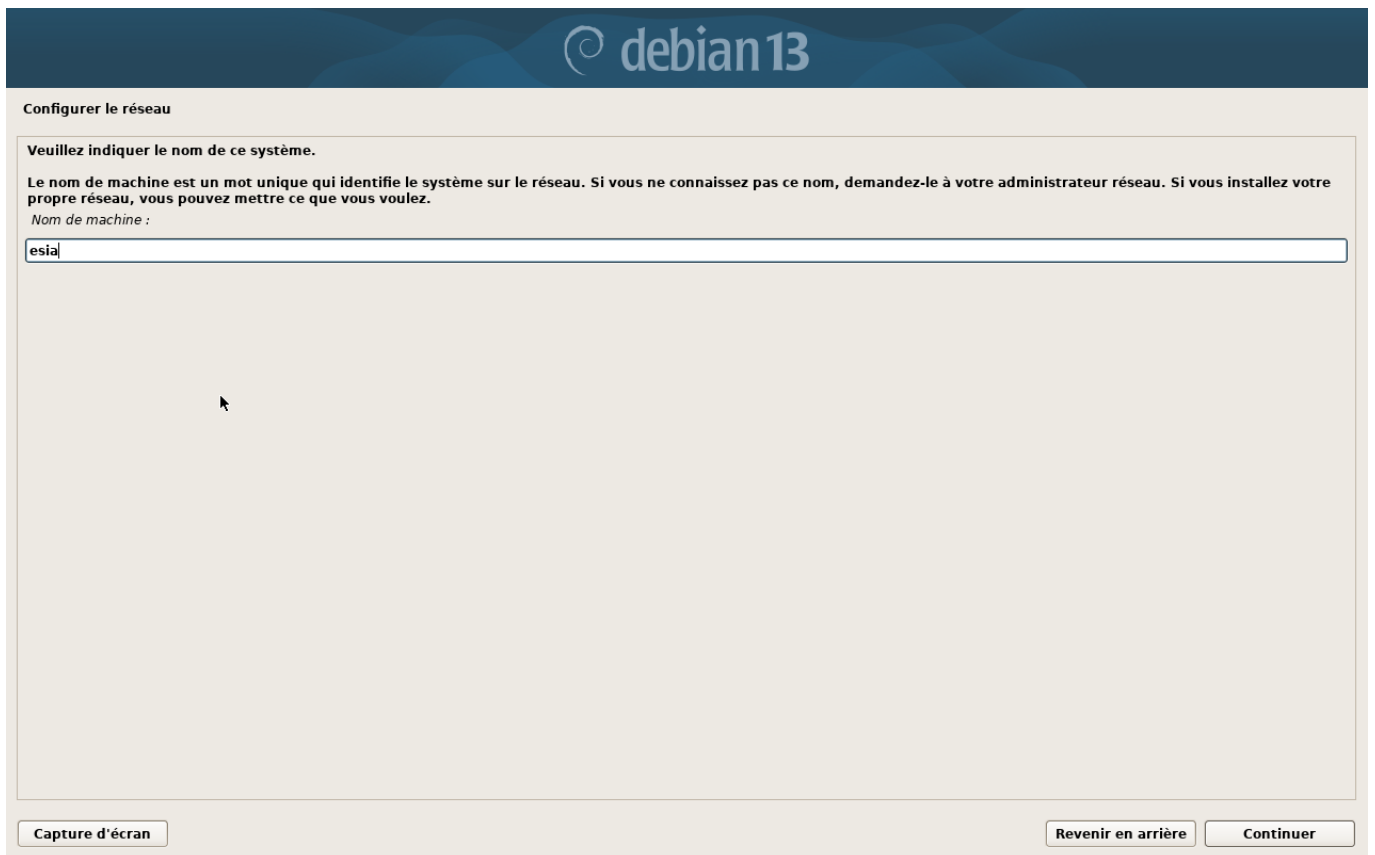 debian 13
Configurer le réseau
Veuillez indiquer le nom de ce système.
Le nom de machine est un mot unique qui identifie le système sur le réseau. Si vous ne connaissez pas ce nom, demandez-le à votre administrateur réseau. Si vous installez votre
propre réseau, vous pouvez mettre ce que vous voulez.
Nom de machine :
esia
Capture d'écran
Revenir en arrière
Continuer